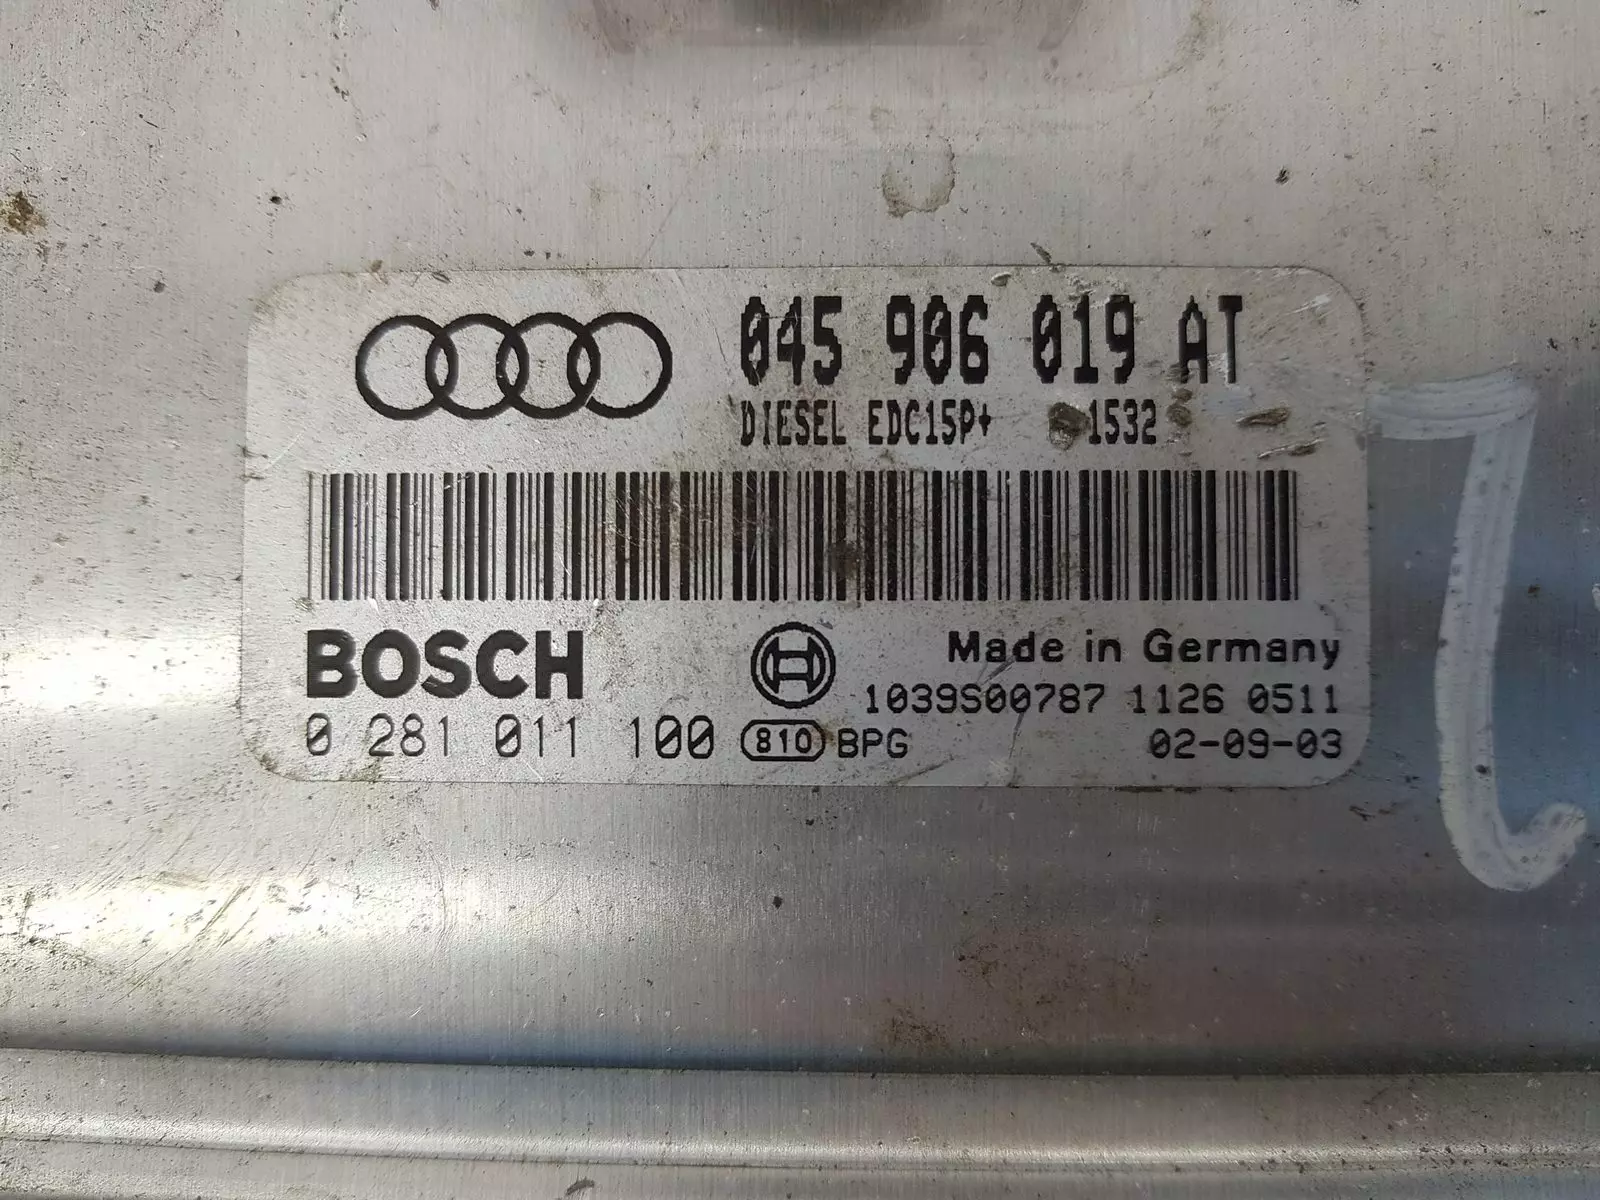 045 906 019 AT
DIESEL EDC15P+ 1532
BOSCH
Made in Germany
1039S00787 1126 0511
0 281 011 100 810 BPG 02-09-03